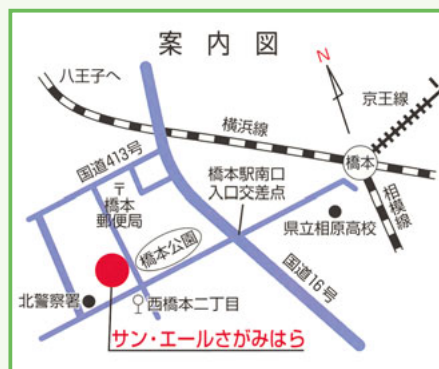 案内図
N
八王子へ
京王線
横浜線
橋本
国道413号
橋本駅南口
入口交差点
〒
橋本
郵便局
橋本公園
県立相原高校
相模線
国道16号
北警察署
西橋本二丁目
サン・エールさがみはら